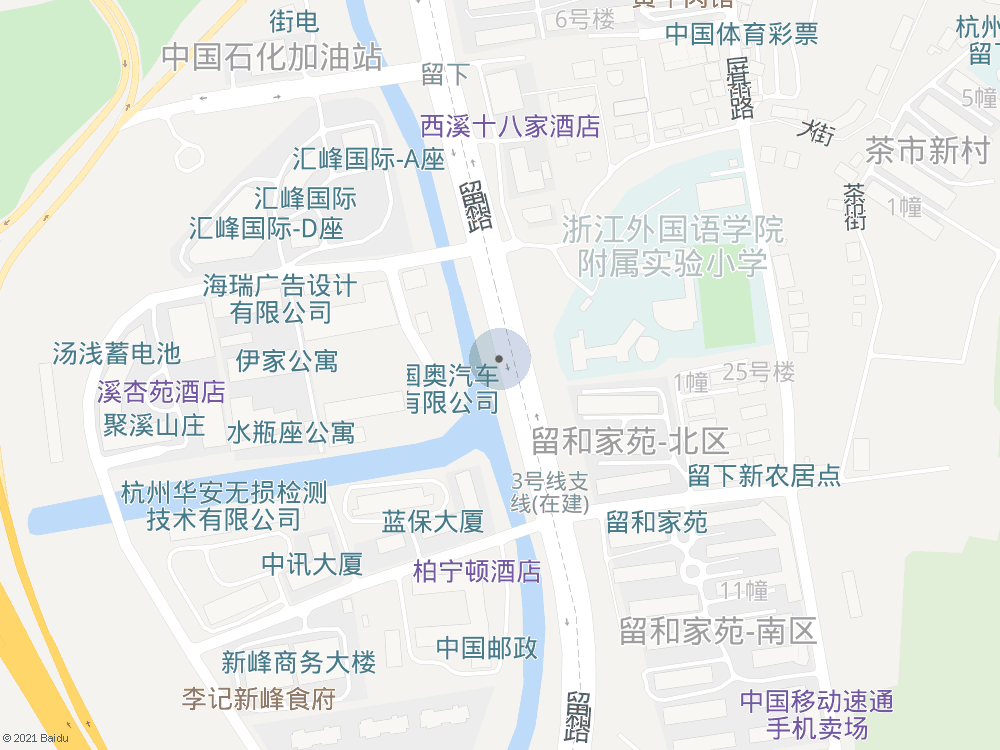 街电
6号楼
中国体育彩票
杭州
中国石化加油站
留下
留下
屏基路
5幢
西溪十八家酒店
大街
茶市新村
汇峰国际-A座
留和路
茶市街
1幢
汇峰国际
汇峰国际-D座
浙江外国语学院
附属实验小学
海瑞广告设计
有限公司
汤浅蓄电池
伊家公寓
国奥汽车
有限公司
1幢
25号楼
溪杏苑酒店
聚溪山庄
水瓶座公寓
留和家苑-北区
3号线支
线(在建)
留下新农居点
杭州华安无损检测
技术有限公司
蓝保大厦
留和家苑
中讯大厦
柏宁顿酒店
11幢
留和家苑-南区
新峰商务大楼
中国邮政
李记新峰食府
留和路
中国移动速通
手机卖场
© 2021 Baidu